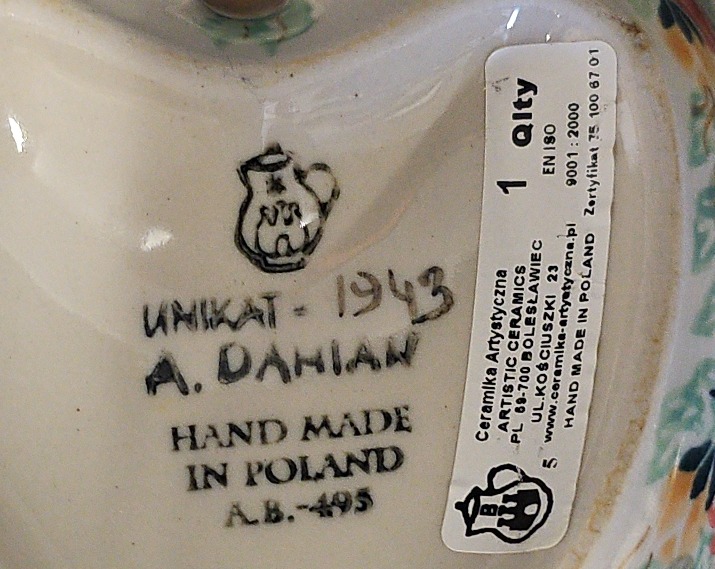 UNIKAT - 1943
A. DAMIAN
HAND MADE
IN POLAND
A.B.-495
1 Qlty
EN ISO
9001 : 2000
Zertyfikat 75 100 67 01
Ceramika Artystyczna
ARTISTIC CERAMICS
PL 59-700 BOLESŁAWIEC
UL.KOŚCIUSZKI 23
www.ceramika-artystyczna.pl
HAND MADE IN POLAND
5
B